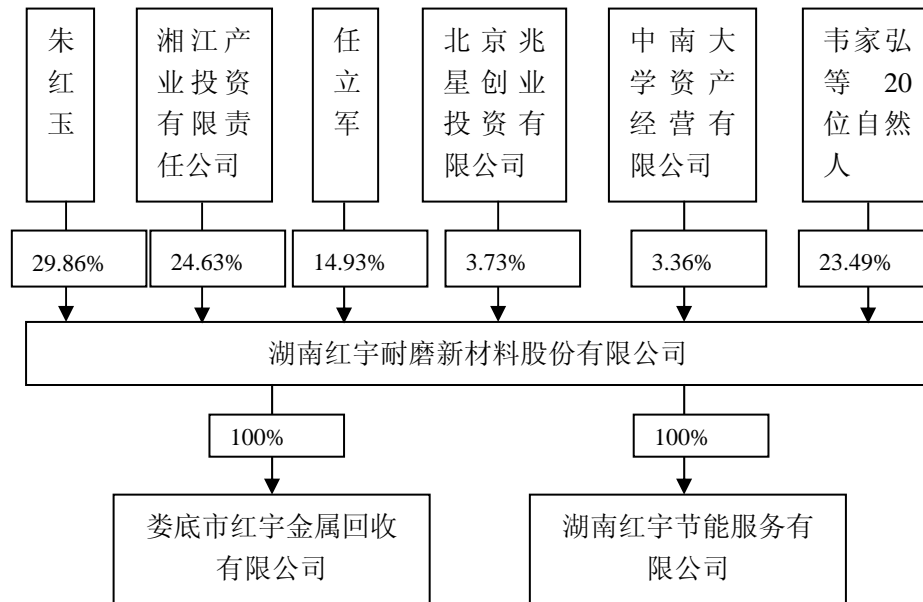 朱
红
玉
湘江产
业投资
有限责
任公司
任
立
军
北京兆
星创业
投资有
限公司
中南大
学资产
经营有
限公司
韦家弘
等 20
位自然
人
29.86%
24.63%
14.93%
3.73%
3.36%
23.49%
湖南红宇耐磨新材料股份有限公司
100%
100%
娄底市红宇金属回收
有限公司
湖南红宇节能服务有
限公司